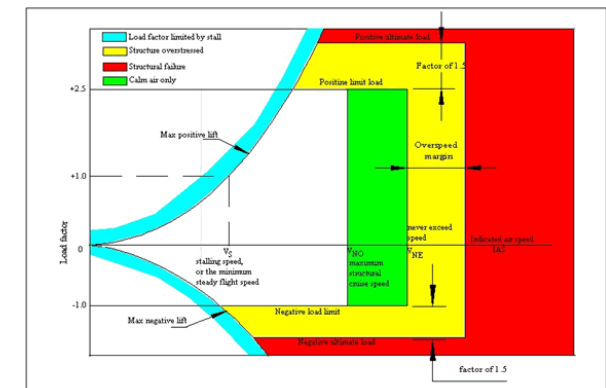 Load factor limited by stall
Structure overstressed
Structural failure
Calm air only
Positive ultimate load
Factor of 1.5
+2.5
Positine limit load
Max positive lift
Overspeed
margin
+1.0
Load factor
0
never exceed
speed
Indicated air speed
IAS
VS
stalling speed,
or the minimum
steady flight speed
VNO
maximum
structural
cruise speed
VNE
-1.0
Negative load limit
Max negative lift
Negative ultimate load
factor of 1.5